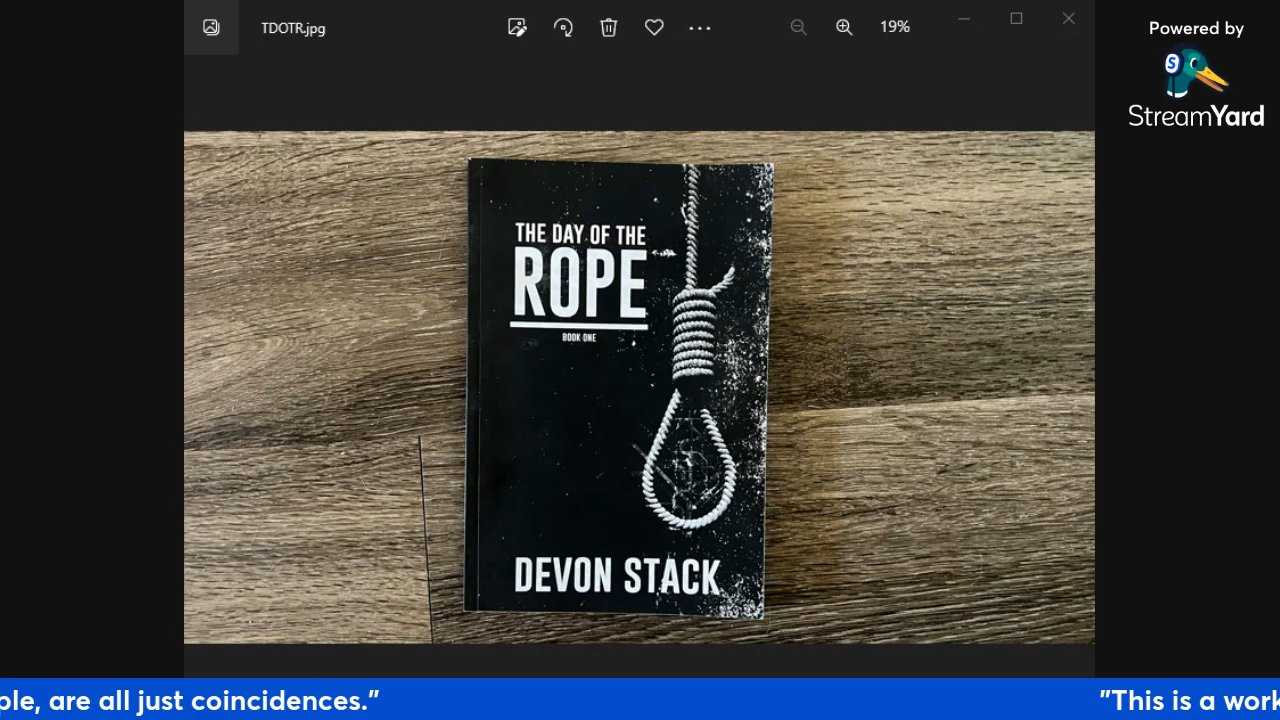 TDOTR.jpg
19%
Powered by
S
StreamYard
THE DAY OF THE
ROPE
BOOK ONE
DEVON STACK
ple, are all just coincidences." "This is a work